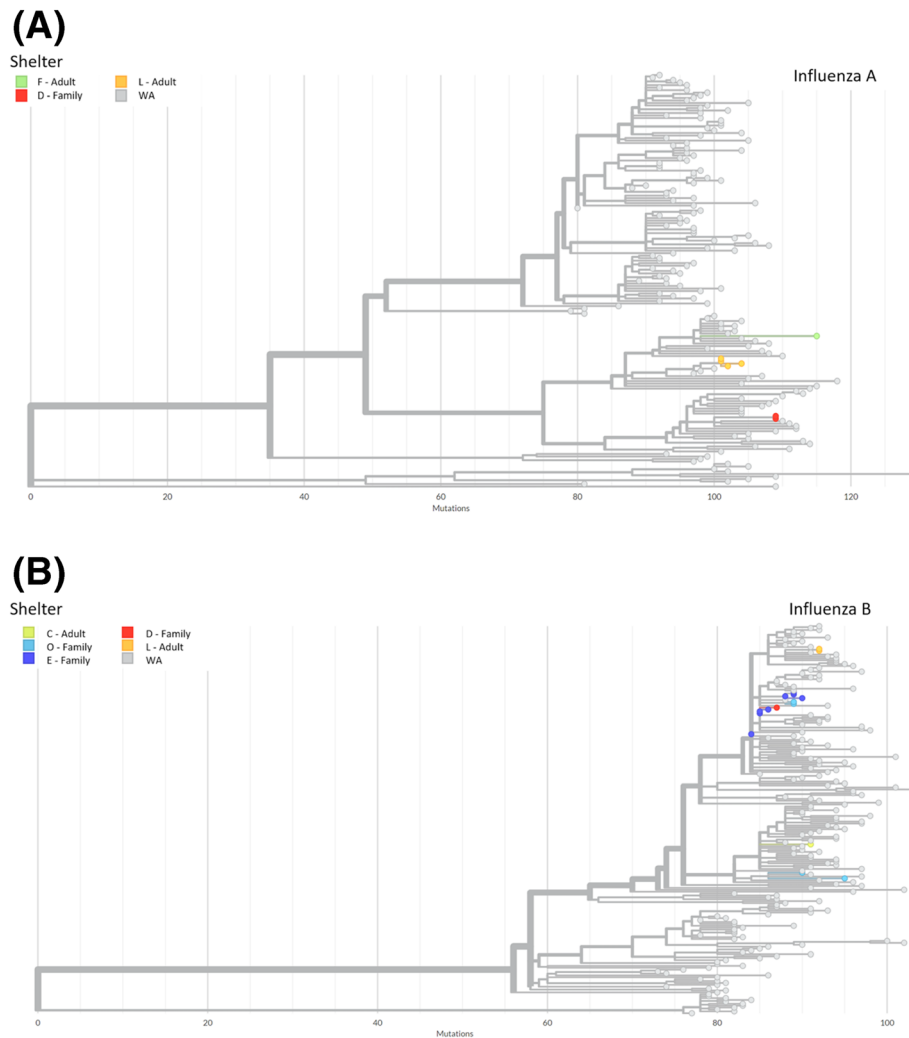 (A)
Shelter
Influenza A
F - Adult L - Adult
D - Family WA
0 20 40 60 80 100 120
Mutations
(B)
Shelter
Influenza B
C - Adult D - Family
O - Family L - Adult
E - Family WA
0 20 40 60 80 100
Mutations